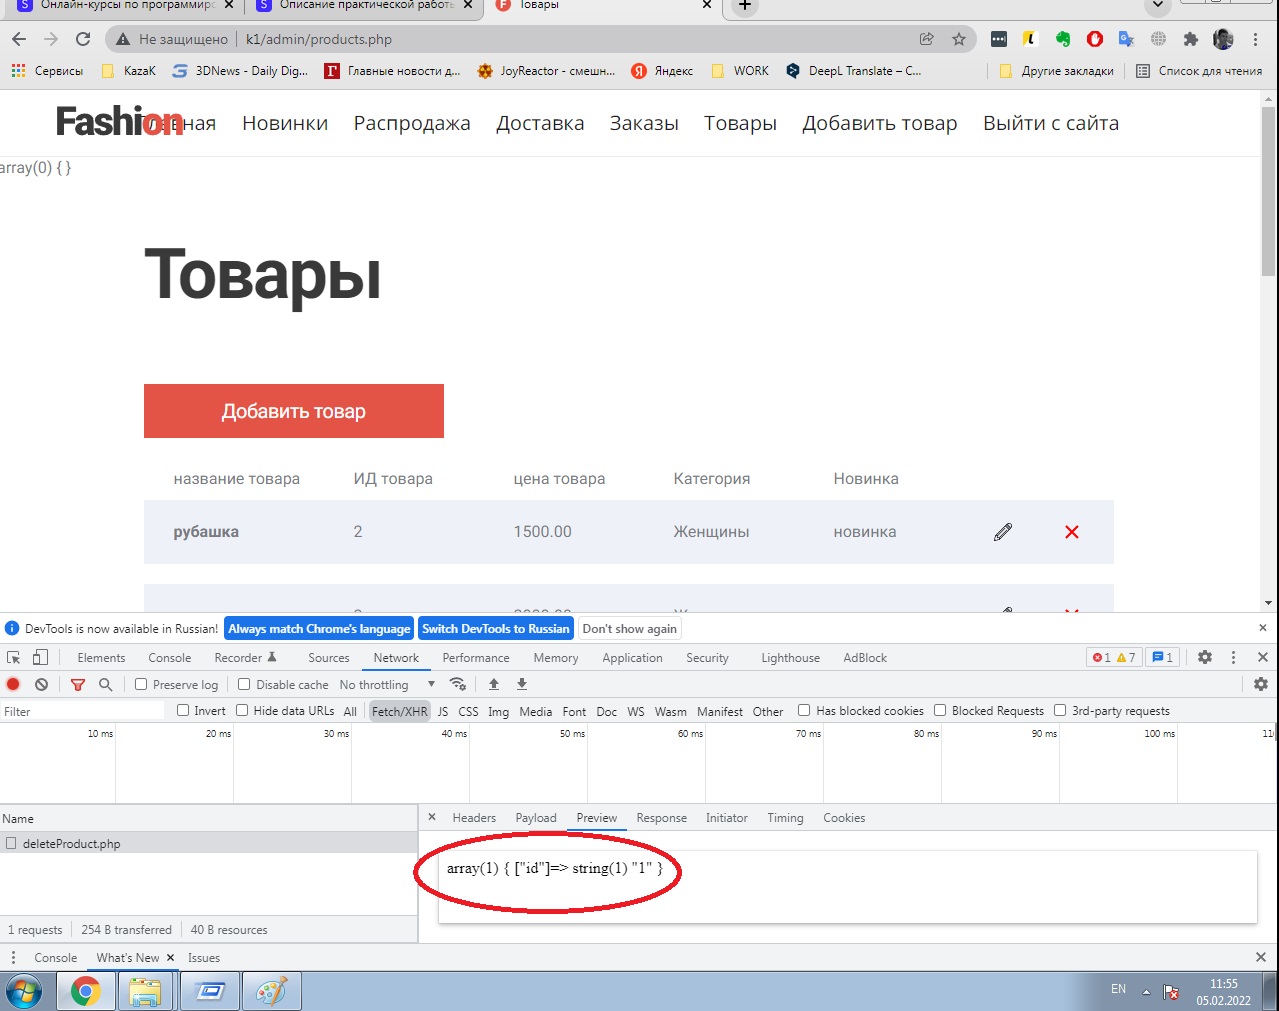 Онлайн-курсы по программиро
Описание практической работы
Товары
Не защищено
k1/admin/products.php
Сервисы
KazaK
3DNews - Daily Dig...
Главные новости д...
JoyReactor - смешн...
Яндекс
WORK
DeepL Translate – C...
Другие закладки
Список для чтения
Fashion
Главная Новинки Распродажа Доставка Заказы Товары Добавить товар Выйти с сайта
array(0) { }
Товары
Добавить товар
название товара ИД товара цена товара Категория Новинка
рубашка 2 1500.00 Женщины новинка
DevTools is now available in Russian! Always match Chrome's language Switch DevTools to Russian Don't show again
Elements Console Recorder Sources Network Performance Memory Application Security Lighthouse AdBlock 1 7 1
Preserve log Disable cache No throttling
Filter Invert Hide data URLs All Fetch/XHR JS CSS Img Media Font Doc WS Wasm Manifest Other Has blocked cookies Blocked Requests 3rd-party requests
10 ms 20 ms 30 ms 40 ms 50 ms 60 ms 70 ms 80 ms 90 ms 100 ms 11
Name
deleteProduct.php
Headers Payload Preview Response Initiator Timing Cookies
array(1) { ["id"]=> string(1) "1" }
1 requests 254 B transferred 40 B resources
Console What's New Issues
EN
11:55
05.02.2022